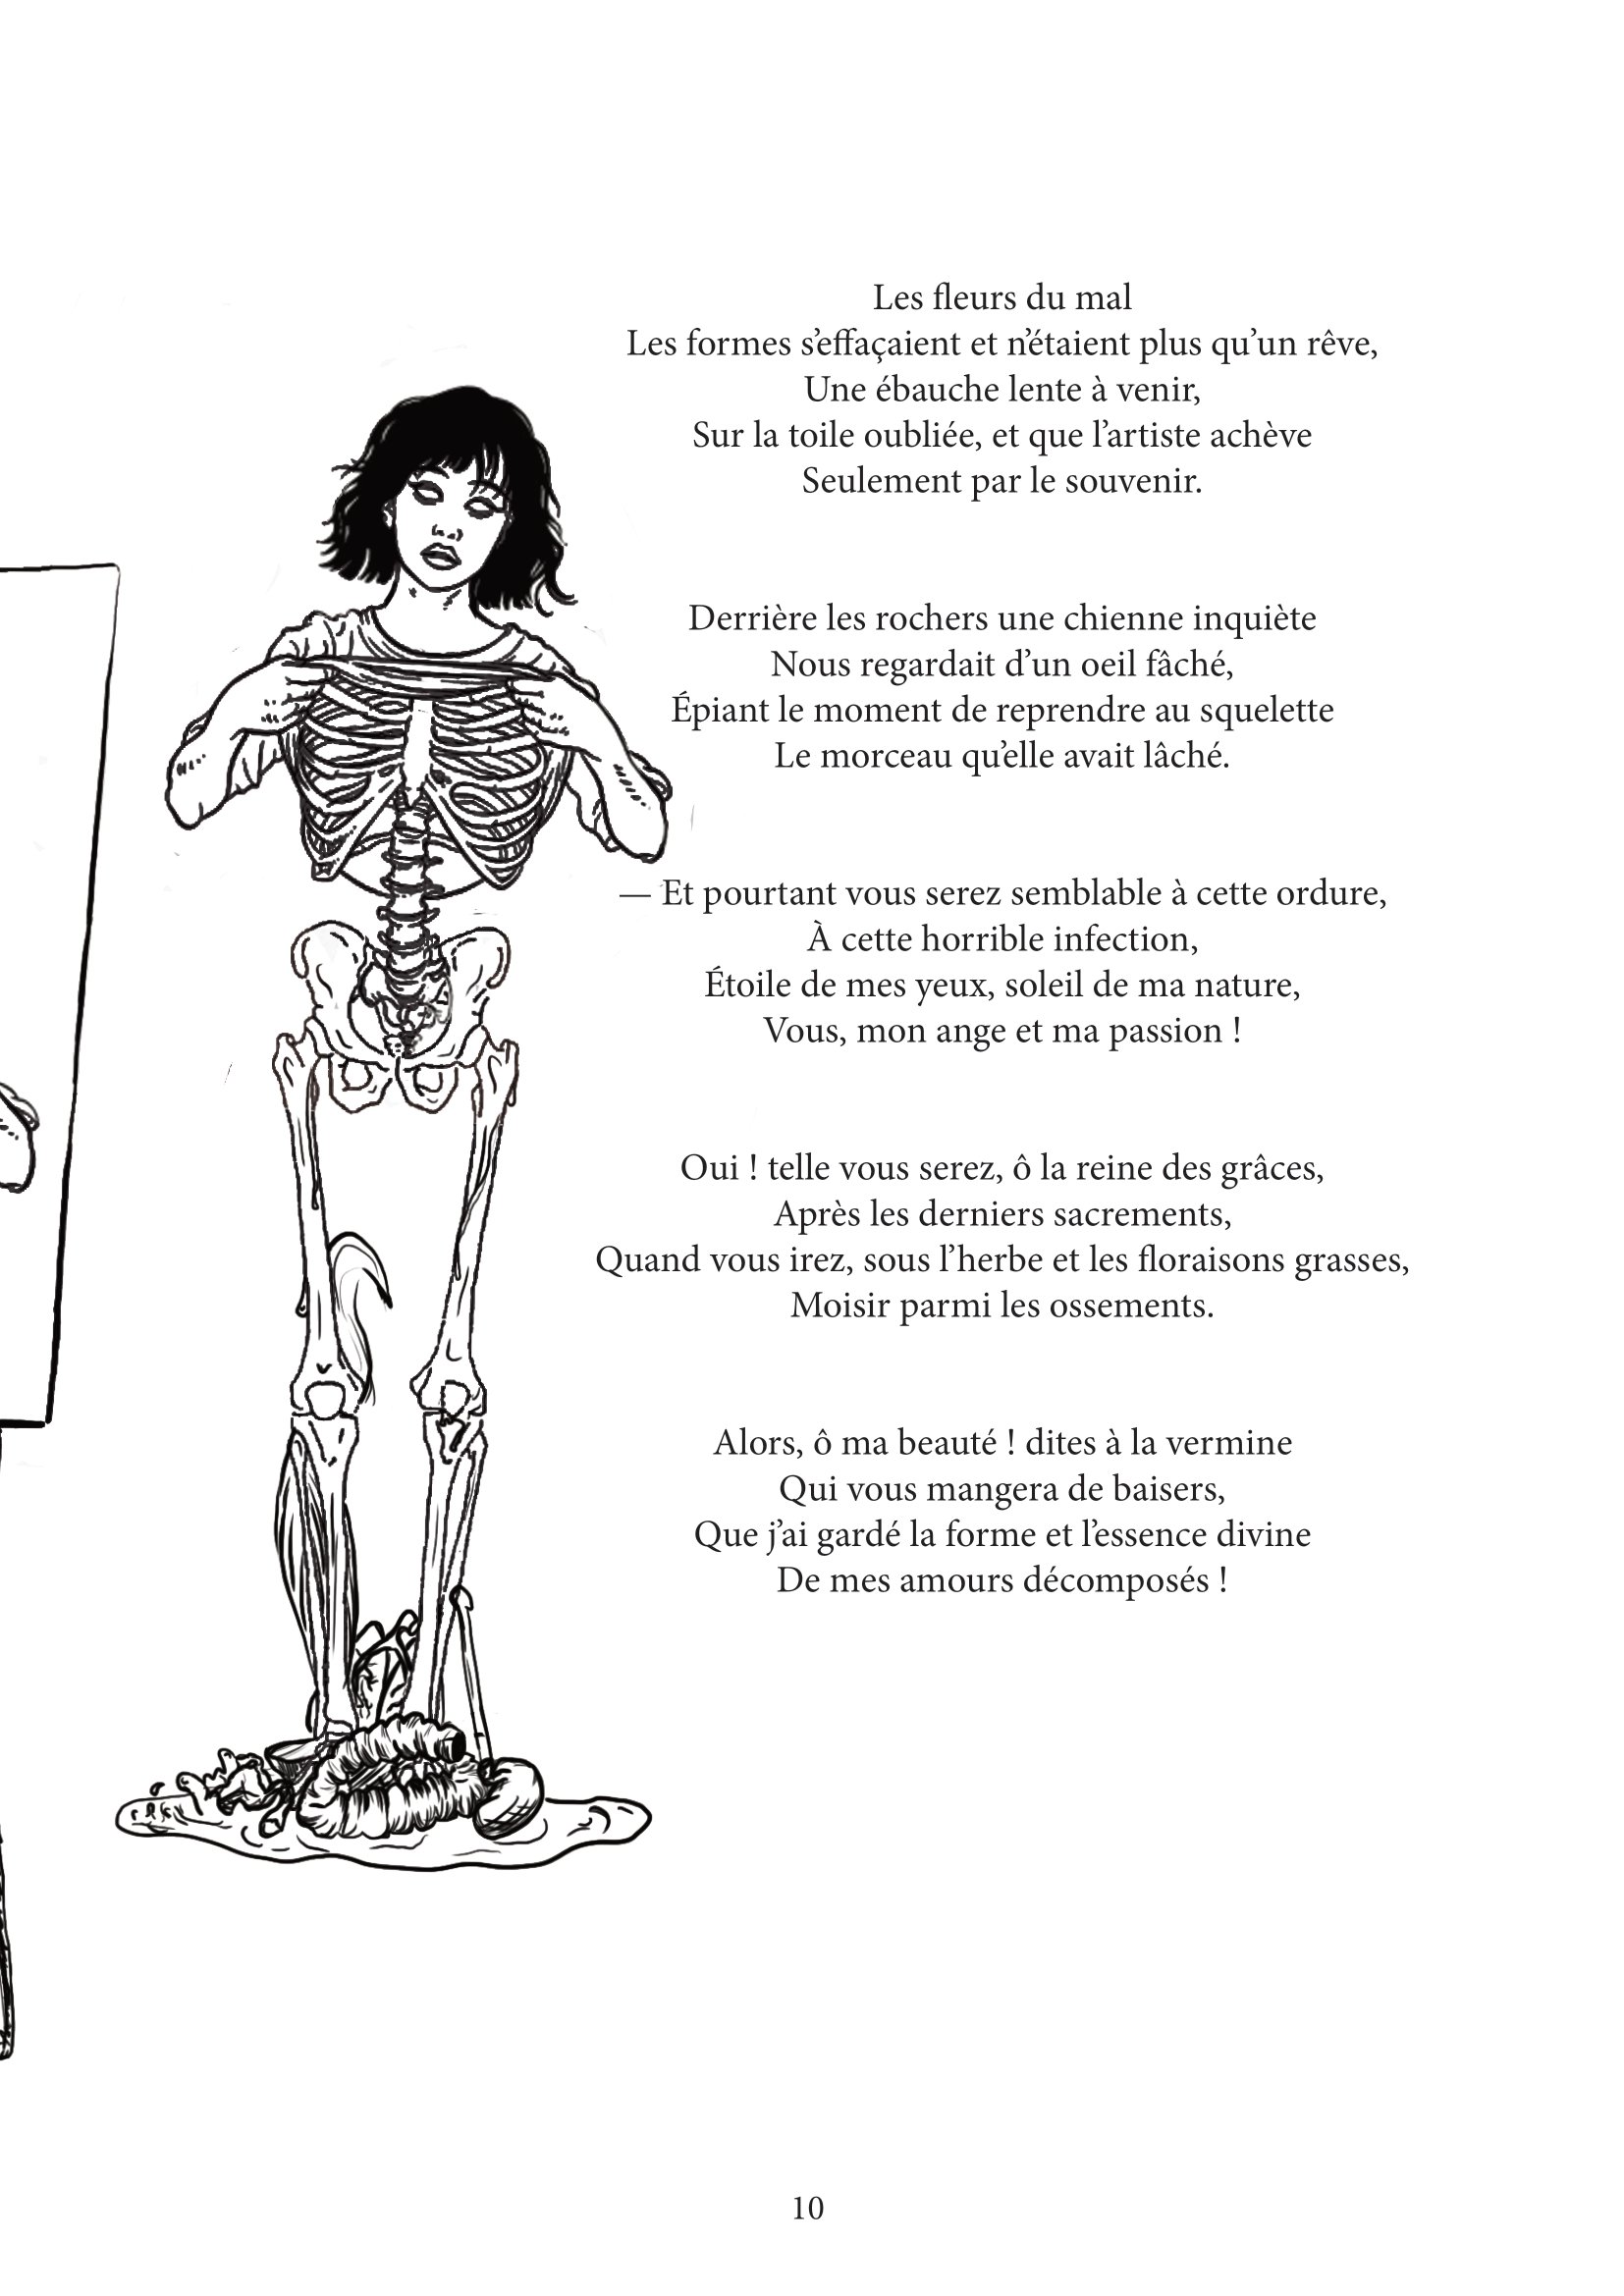 Les fleurs du mal
Les formes s’effaçaient et n’étaient plus qu’un rêve,
Une ébauche lente à venir,
Sur la toile oubliée, et que l’artiste achève
Seulement par le souvenir.
Derrière les rochers une chienne inquiète
Nous regardait d’un oeil fâché,
Épiant le moment de reprendre au squelette
Le morceau qu’elle avait lâché.
— Et pourtant vous serez semblable à cette ordure,
À cette horrible infection,
Étoile de mes yeux, soleil de ma nature,
Vous, mon ange et ma passion !
Oui ! telle vous serez, ô la reine des grâces,
Après les derniers sacrements,
Quand vous irez, sous l’herbe et les floraisons grasses,
Moisir parmi les ossements.
Alors, ô ma beauté ! dites à la vermine
Qui vous mangera de baisers,
Que j’ai gardé la forme et l’essence divine
De mes amours décomposés !
10